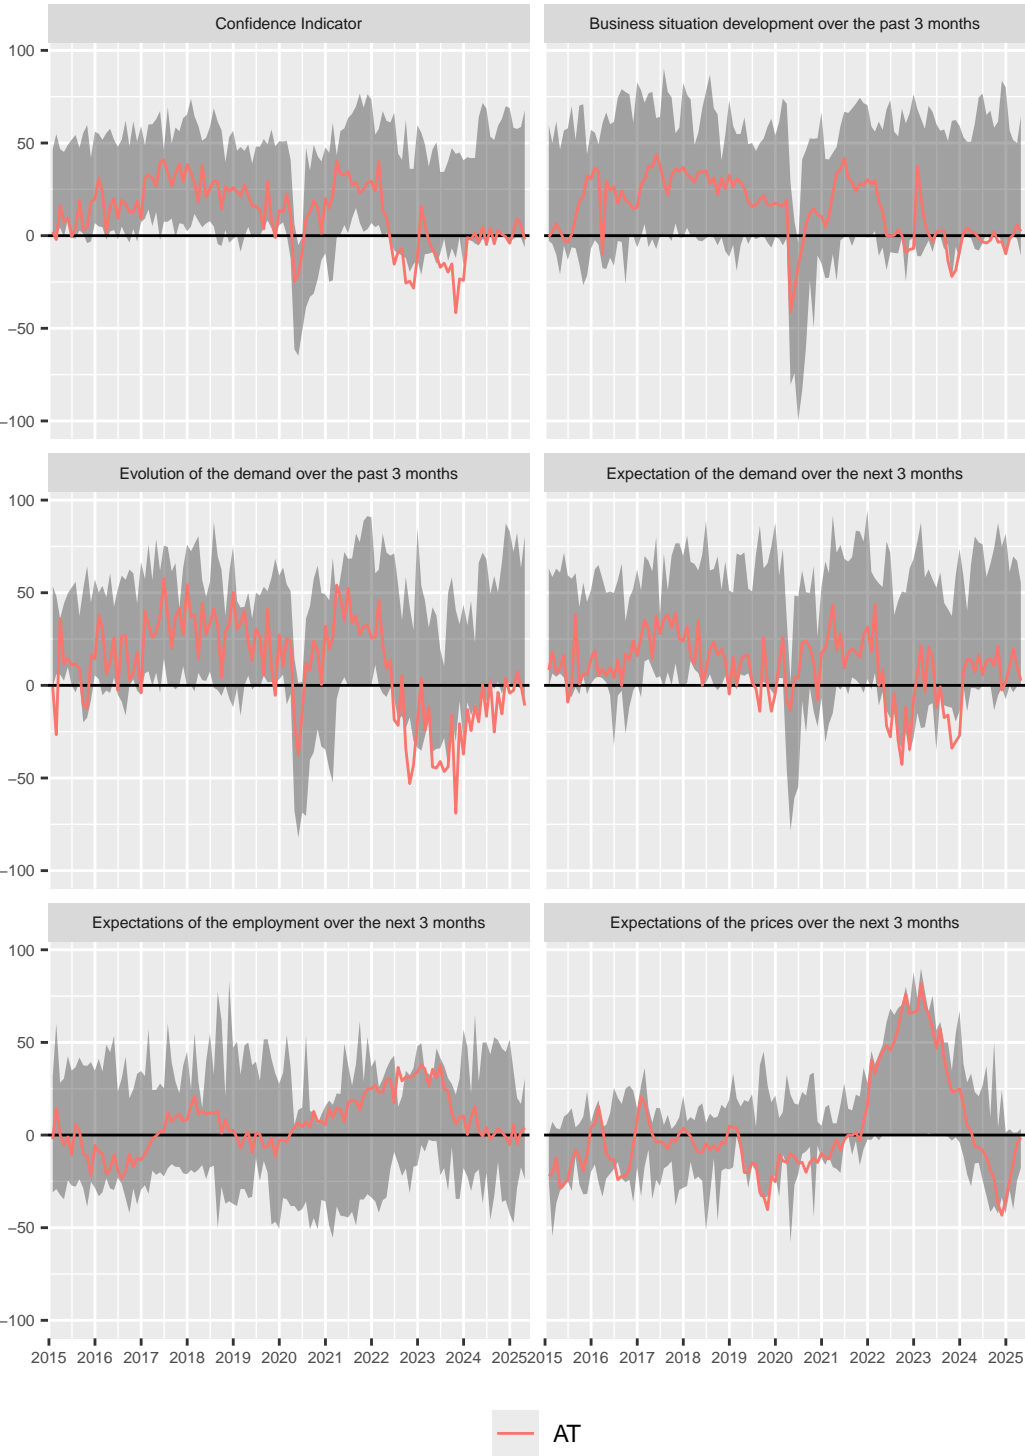 Confidence Indicator
Business situation development over the past 3 months
100
50
0
−50
−100
Evolution of the demand over the past 3 months
Expectation of the demand over the next 3 months
100
50
0
−50
−100
Expectations of the employment over the next 3 months
Expectations of the prices over the next 3 months
100
50
0
−50
−100
2015 2016 2017 2018 2019 2020 2021 2022 2023 2024 2025
2015 2016 2017 2018 2019 2020 2021 2022 2023 2024 2025
AT